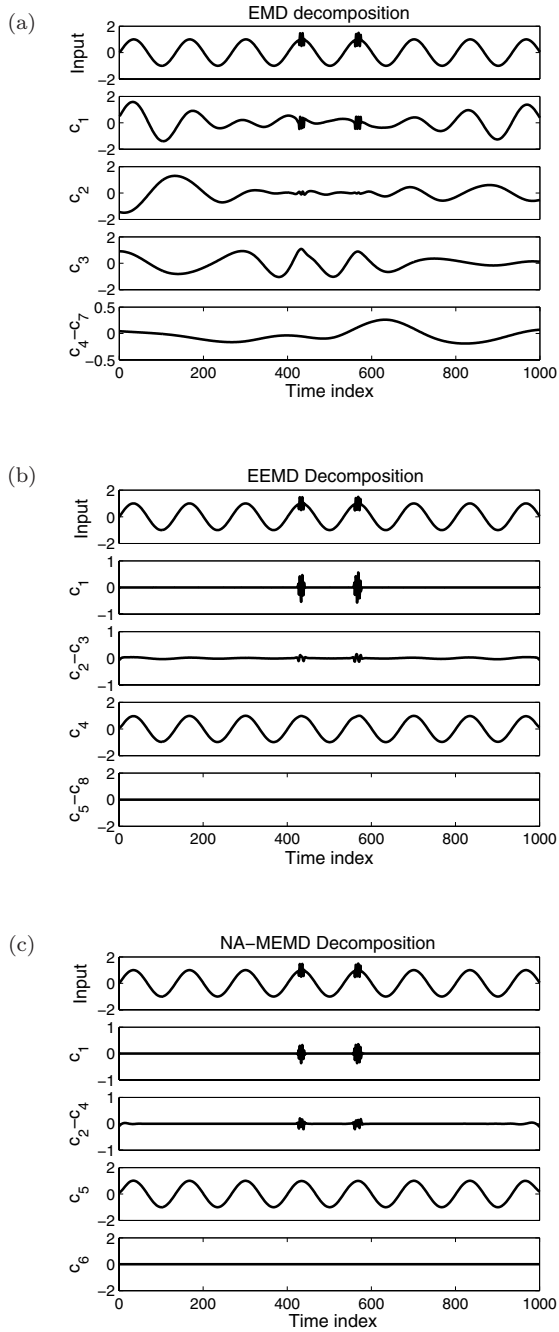 (a)
EMD decomposition
Input
2
0
−2
c1
2
0
−2
c2
2
0
−2
c3
2
0
−2
c4−c7
0.5
0
−0.5
0 200 400 600 800 1000
Time index
(b)
EEMD Decomposition
Input
2
0
−2
c1
1
0
−1
c2−c3
1
0
−1
c4
2
0
−2
c5−c8
2
0
−2
0 200 400 600 800 1000
Time index
(c)
NA−MEMD Decomposition
Input
2
0
−2
c1
1
0
−1
c2−c4
1
0
−1
c5
2
0
−2
c6
2
0
−2
0 200 400 600 800 1000
Time index